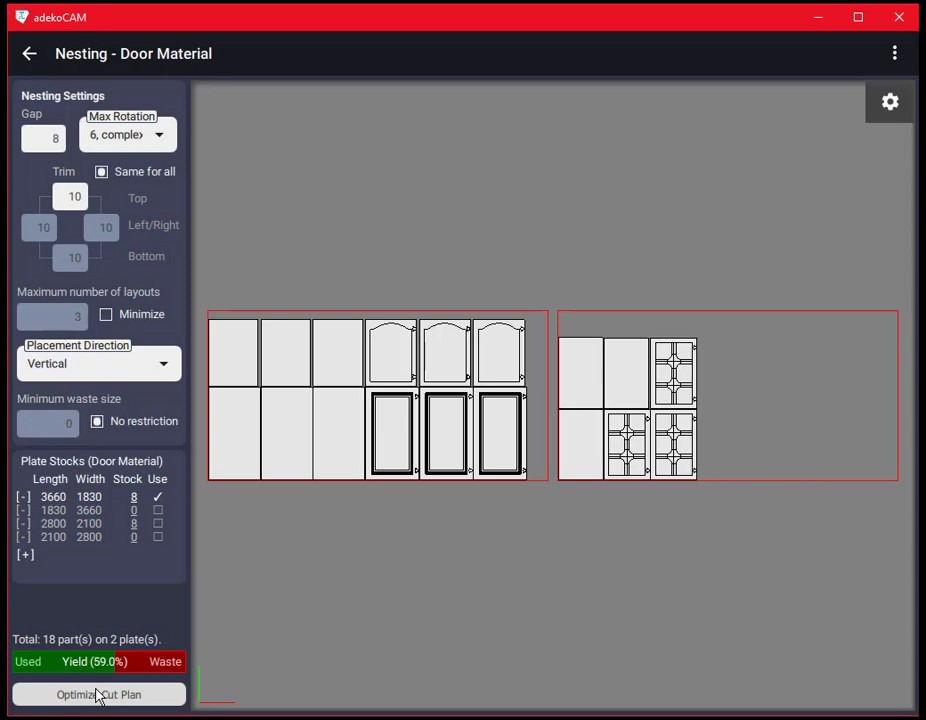 adekoCAM
Nesting - Door Material
Nesting Settings
Gap
Max Rotation
8
6, complex
Trim
Same for all
10
Top
10
10
Left/Right
10
Bottom
Maximum number of layouts
3
Minimize
Placement Direction
Vertical
Minimum waste size
0
No restriction
Plate Stocks (Door Material)
Length Width Stock Use
[-] 3660 1830 8 ✓
[-] 1830 3660 0
[-] 2800 2100 8
[-] 2100 2800 0
[+]
Total: 18 part(s) on 2 plate(s).
Used Yield (59.0%) Waste
Optimize Cut Plan